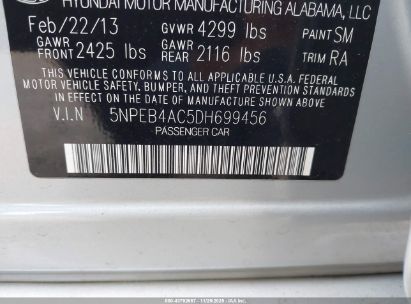 HYUNDAI MOTOR MANUFACTURING ALABAMA, LLC
Feb/22/13 GVWR 4299 lbs PAINT SM
GAWR FRONT 2425 lbs GAWR REAR 2116 lbs TRIM RA
THIS VEHICLE CONFORMS TO ALL APPLICABLE U.S.A. FEDERAL
MOTOR VEHICLE SAFETY, BUMPER, AND THEFT PREVENTION
STANDARDS IN EFFECT ON THE DATE OF MANUFACTURE SHOWN ABOVE.
V.I.N 5NPEB4AC5DH699456
PASSENGER CAR